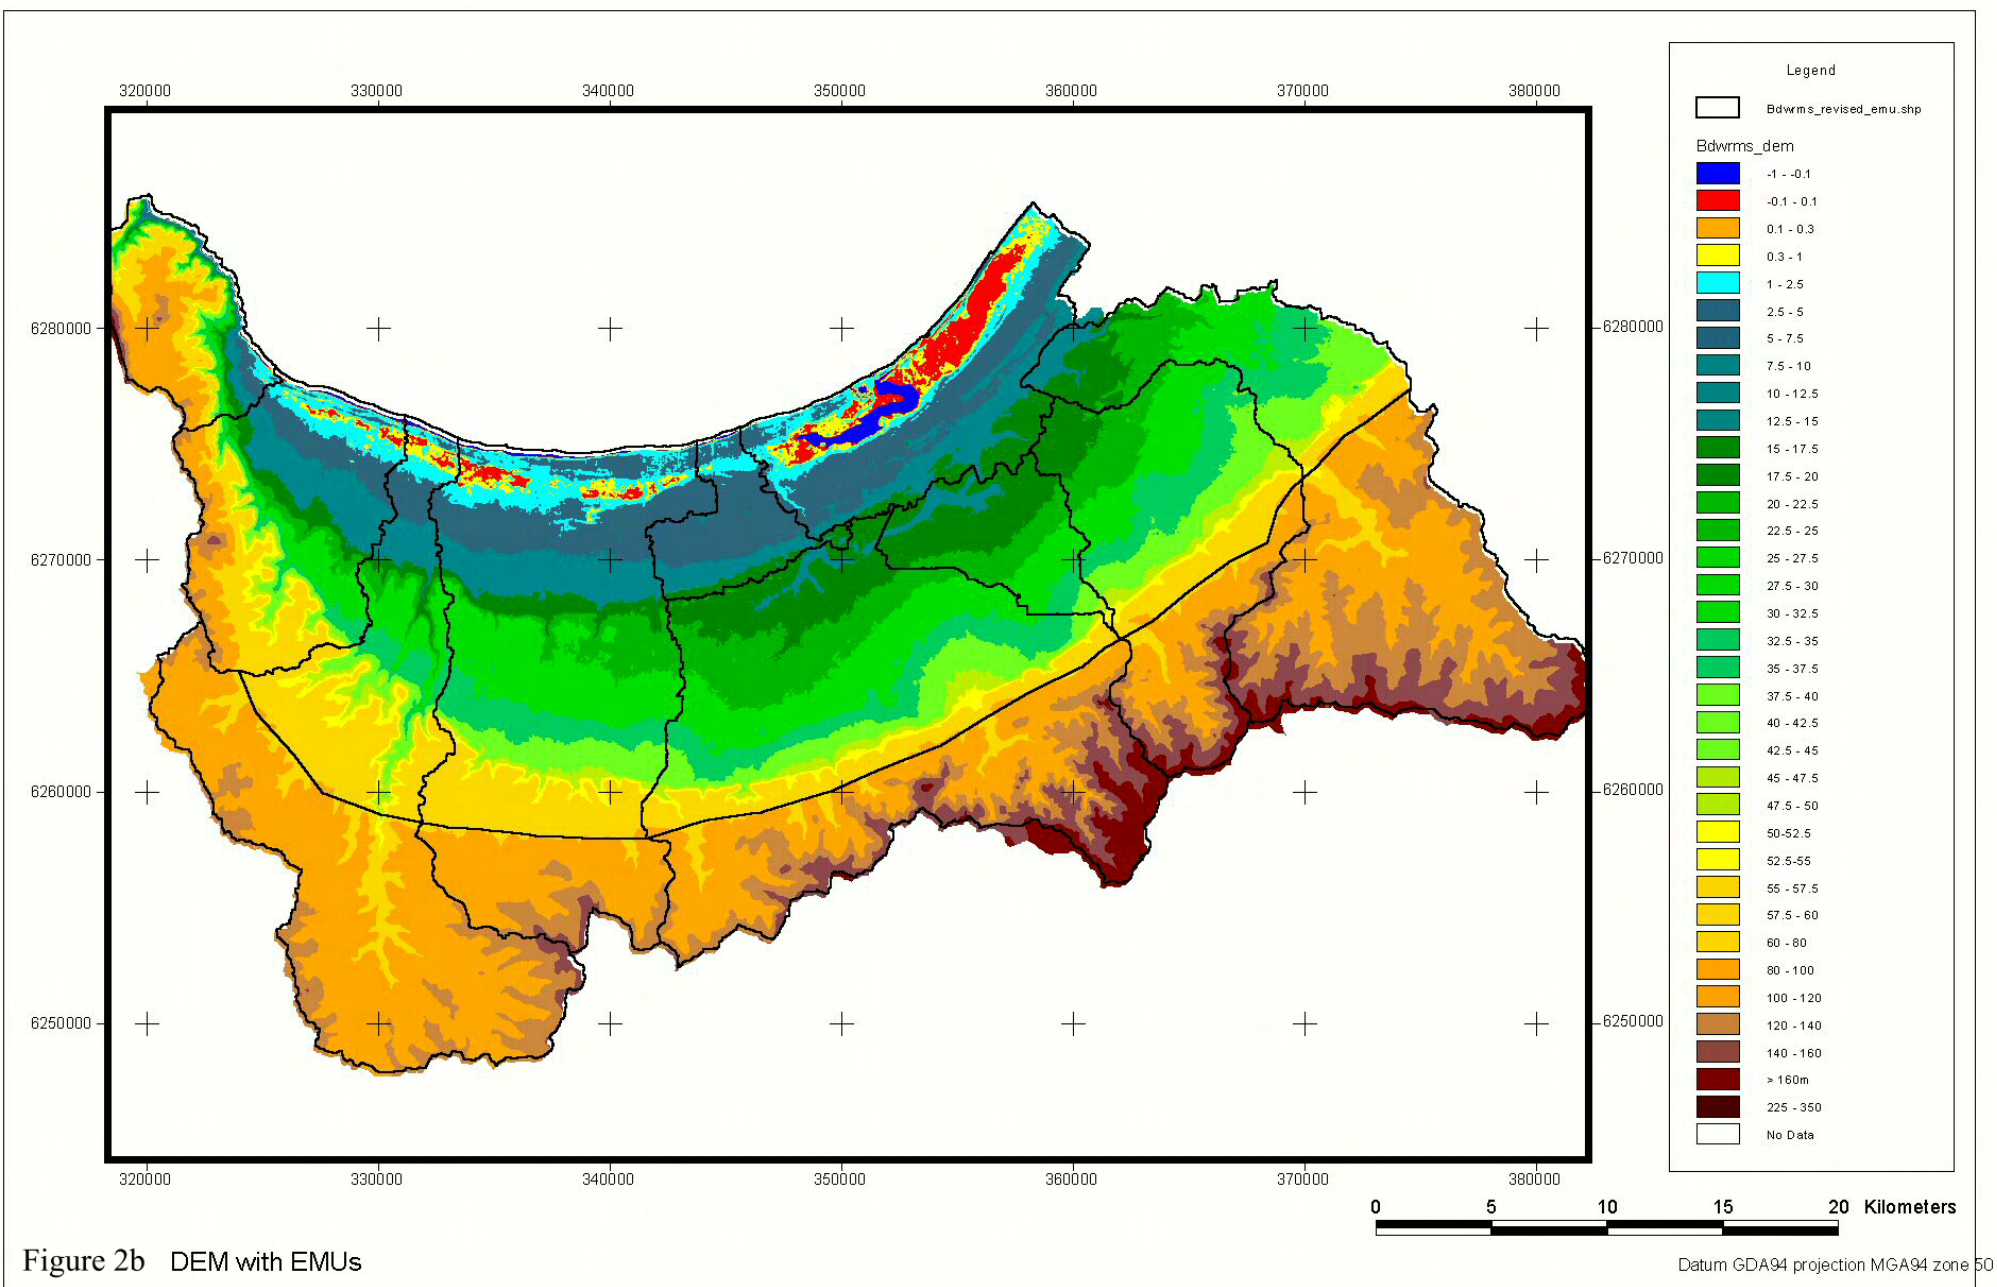 Legend
320000 330000 340000 350000 360000 370000 380000
Bdwrms_revised_emu.shp
Bdwrms_dem
-1 - -0.1
-0.1 - 0.1
0.1 - 0.3
0.3 - 1
1 - 2.5
2.5 - 5
5 - 7.5
7.5 - 10
10 - 12.5
12.5 - 15
15 - 17.5
17.5 - 20
20 - 22.5
22.5 - 25
25 - 27.5
27.5 - 30
30 - 32.5
32.5 - 35
35 - 37.5
37.5 - 40
40 - 42.5
42.5 - 45
45 - 47.5
47.5 - 50
50-52.5
52.5-55
55 - 57.5
57.5 - 60
60 - 80
80 - 100
100 - 120
120 - 140
140 - 160
> 160m
225 - 350
No Data
6280000 6280000
6270000 6270000
6260000 6260000
6250000 6250000
320000 330000 340000 350000 360000 370000 380000
0 5 10 15 20 Kilometers
Figure 2b DEM with EMUs
Datum GDA94 projection MGA94 zone 50